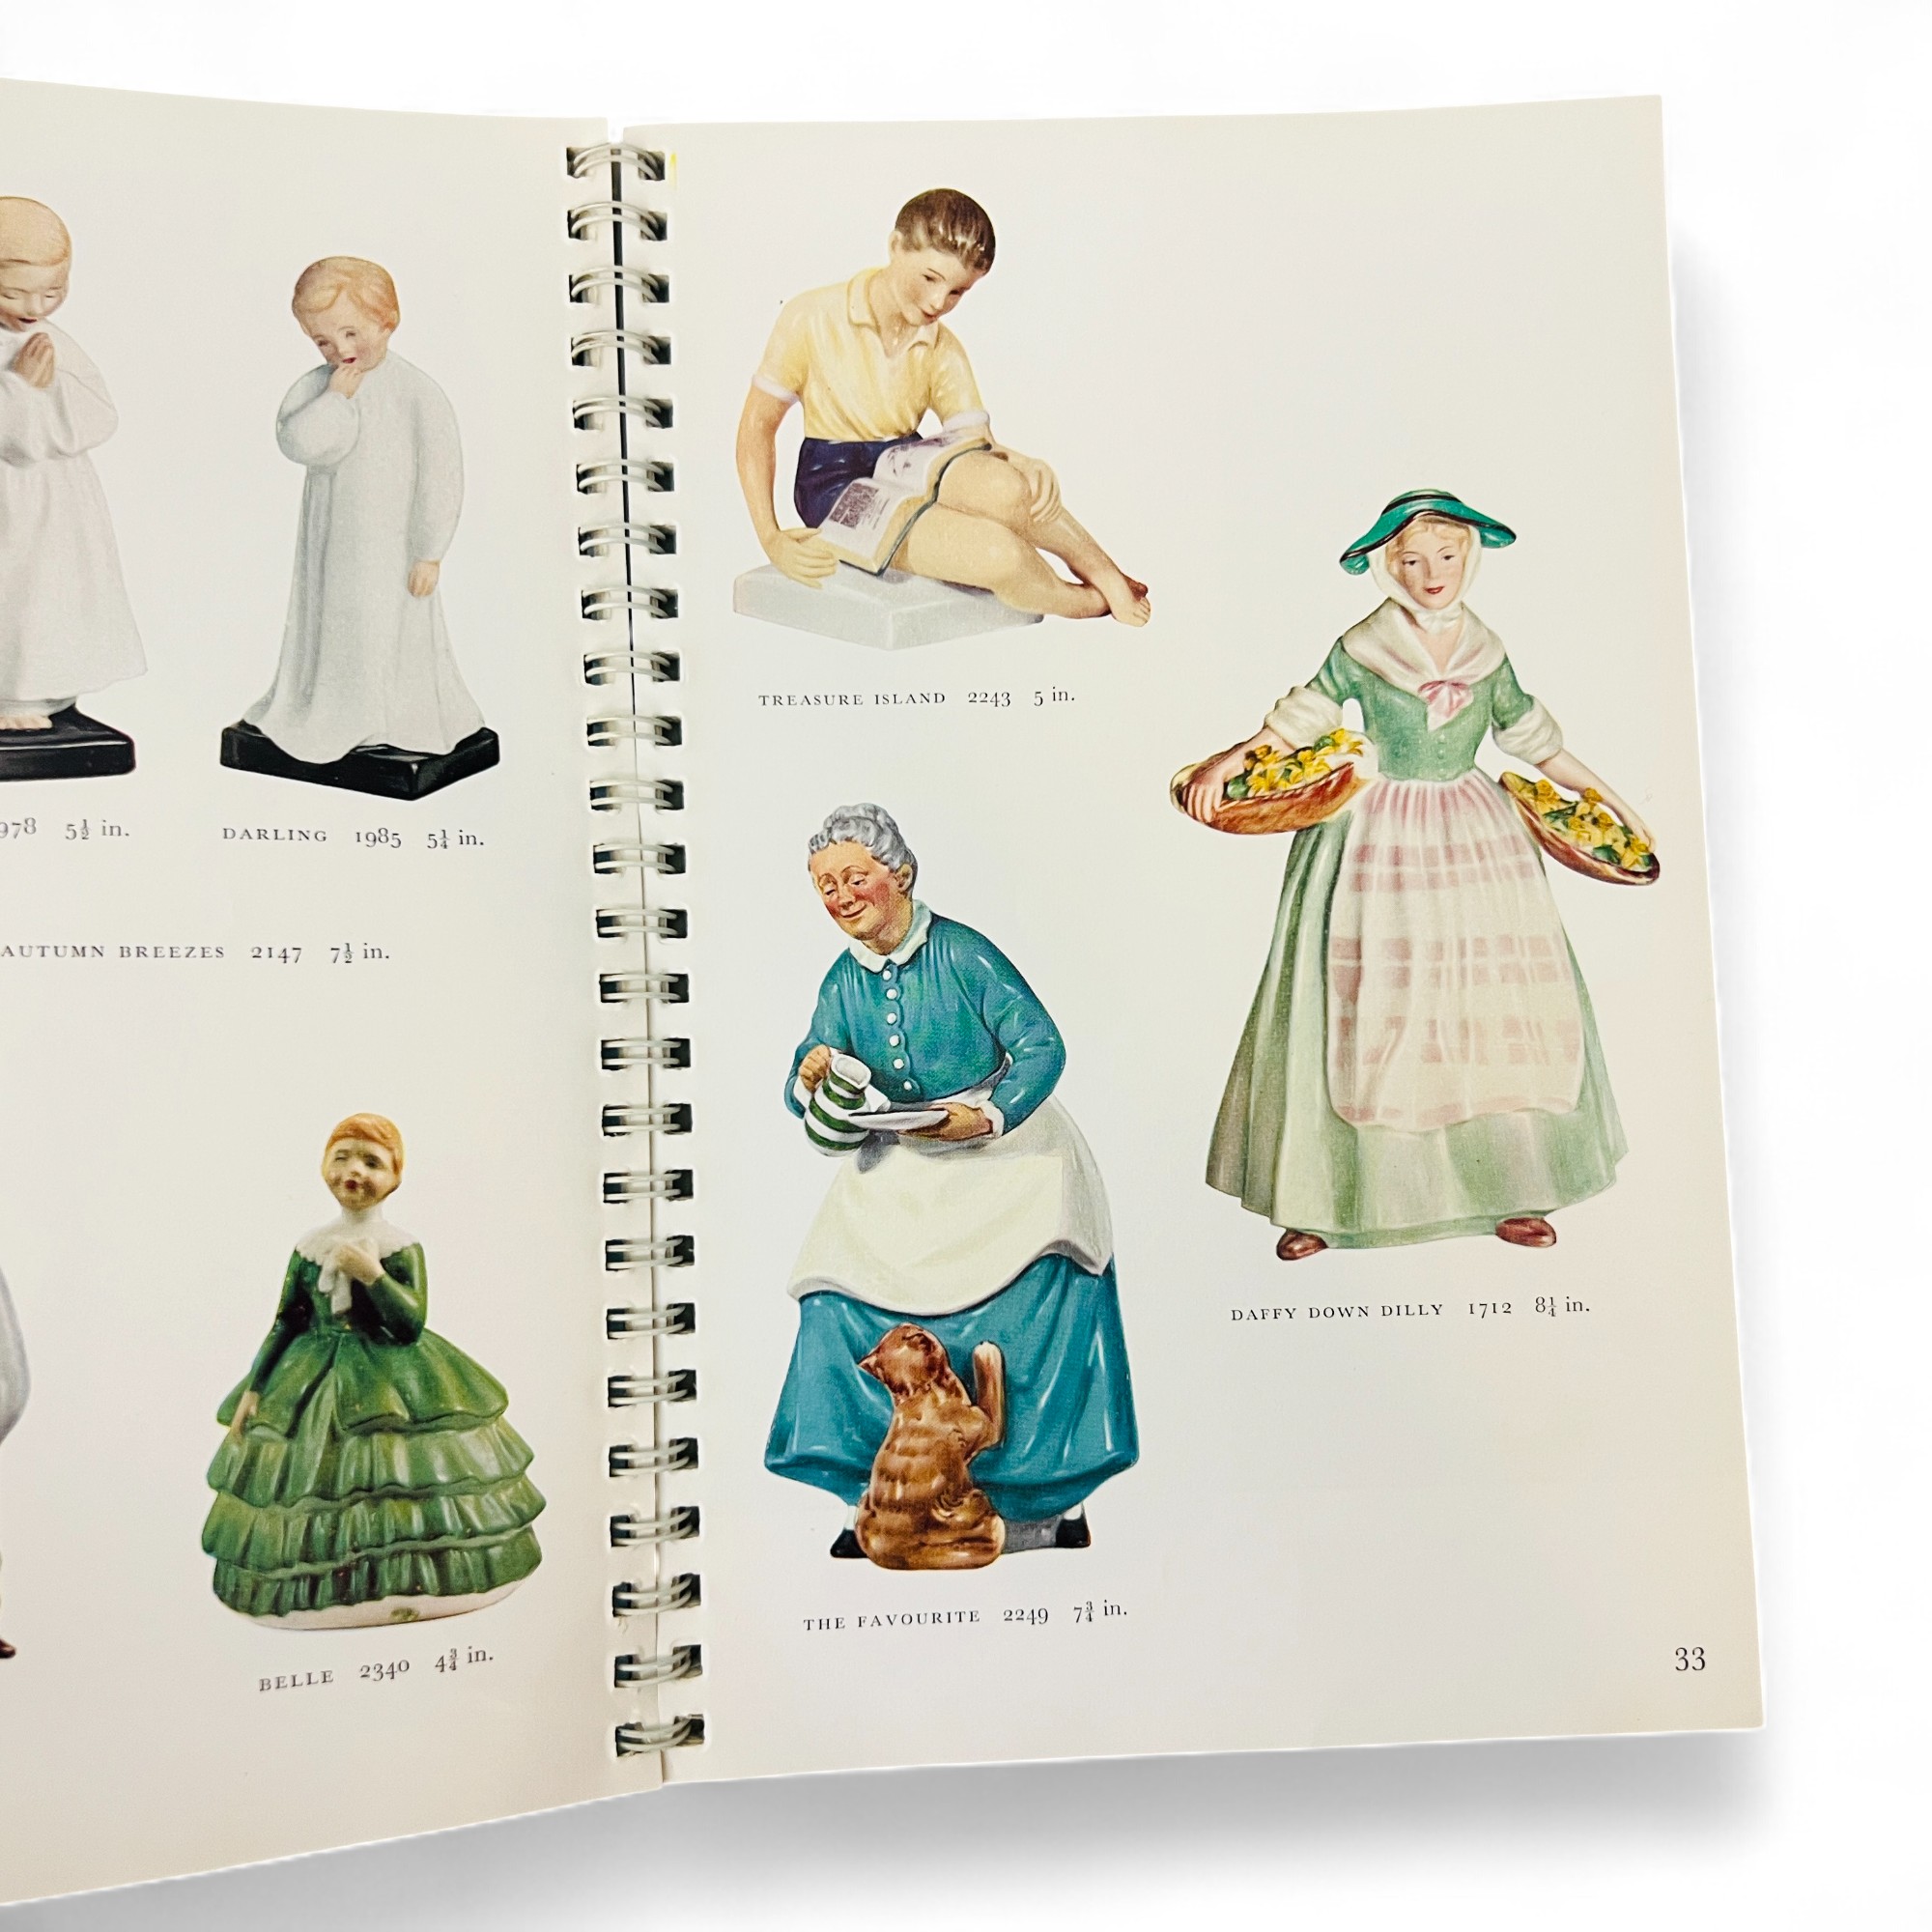 978 5½ in.
DARLING 1985 5¼ in.
AUTUMN BREEZES 2147 7½ in.
BELLE 2340 4¾ in.
TREASURE ISLAND 2243 5 in.
DAFFY DOWN DILLY 1712 8¼ in.
THE FAVOURITE 2249 7¾ in.
33